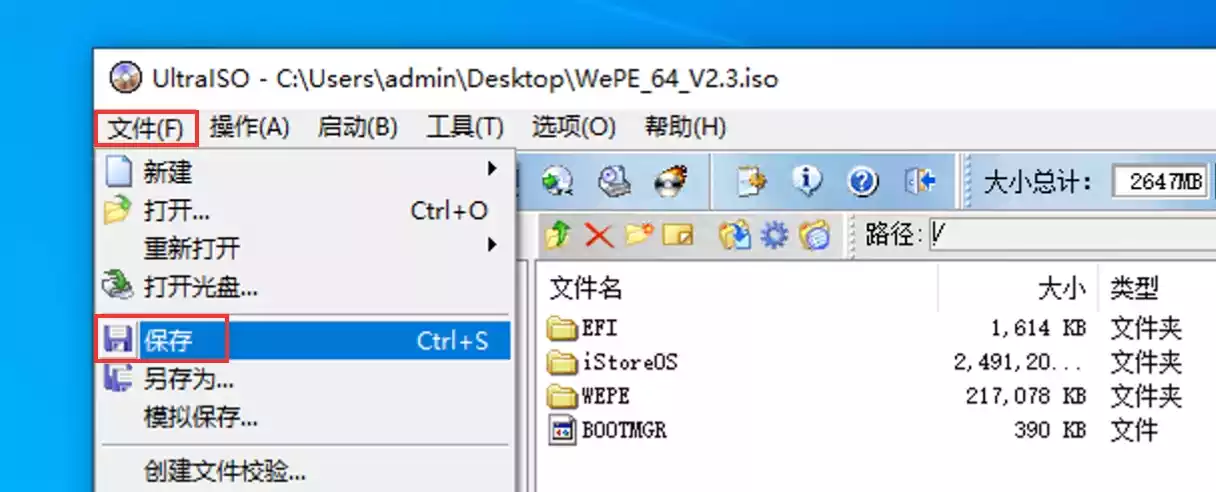 UltraISO - C:\Users\admin\Desktop\WePE_64_V2.3.iso
文件(F) 操作(A) 启动(B) 工具(T) 选项(O) 帮助(H)
大小总计： 2647MB
新建
打开... Ctrl+O
重新打开
打开光盘...
保存 Ctrl+S
另存为...
模拟保存...
创建文件校验...
路径: /
文件名 大小 类型
EFI 1,614 KB 文件夹
iStoreOS 2,491,20... 文件夹
WEPE 217,078 KB 文件夹
BOOTMGR 390 KB 文件